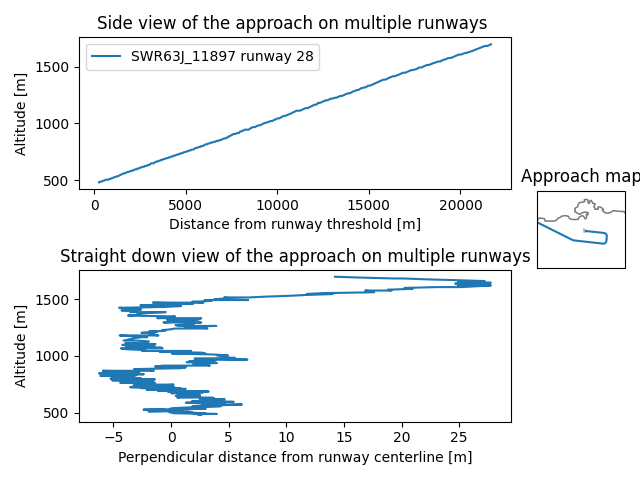 Side view of the approach on multiple runways
SWR63J_11897 runway 28
1500
1000
500
Altitude [m]
0 5000 10000 15000 20000
Distance from runway threshold [m]
Approach map
Straight down view of the approach on multiple runways
1500
1000
500
Altitude [m]
−5 0 5 10 15 20 25
Perpendicular distance from runway centerline [m]